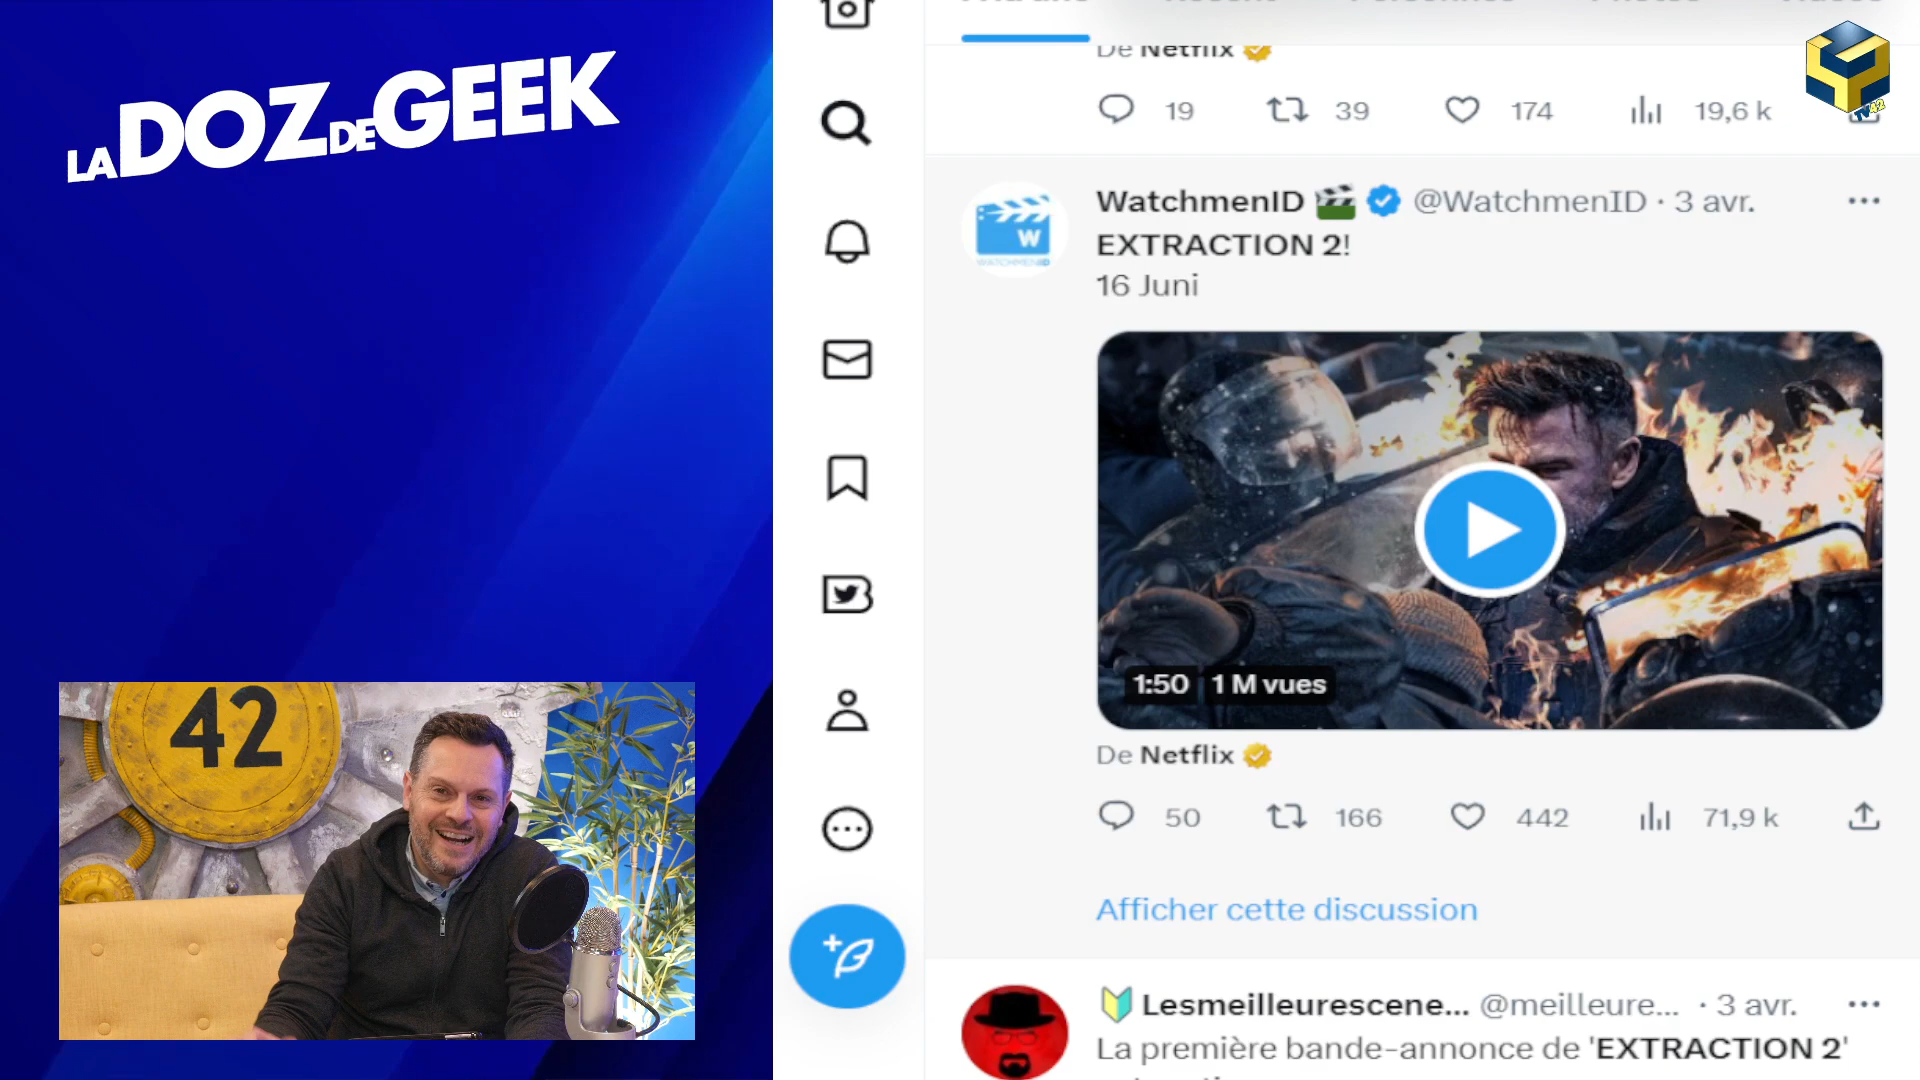 LA DOZ DE GEEK
De Netflix
19 39 174 19,6 k
TV42
WatchmenID @WatchmenID · 3 avr.
EXTRACTION 2!
16 Juni
W
WATCHMENID
1:50 1 M vues
De Netflix
50 166 442 71,9 k
Afficher cette discussion
Lesmeilleurescene... @meilleure... · 3 avr.
La première bande-annonce de 'EXTRACTION 2'
42